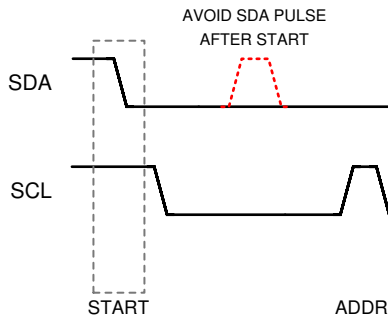 AVOID SDA PULSE
AFTER START
SDA
SCL
START
ADDR